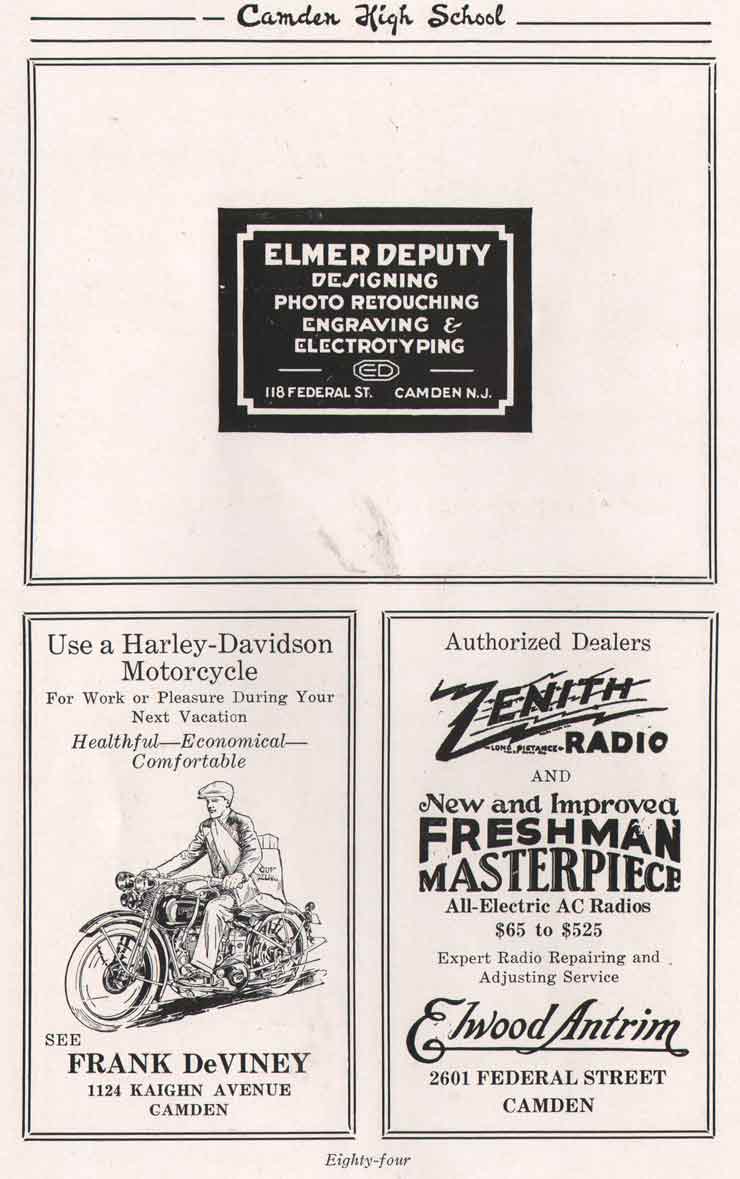 Camden High School
ELMER DEPUTY
DESIGNING
PHOTO RETOUCHING
ENGRAVING &
ELECTROTYPING
ED
118 FEDERAL ST. CAMDEN N.J.
Use a Harley-Davidson
Motorcycle
For Work or Pleasure During Your
Next Vacation
Healthful—Economical—
Comfortable
SEE
FRANK DeVINEY
1124 KAIGHN AVENUE
CAMDEN
Authorized Dealers
ZENITH
LONG DISTANCE RADIO
AND
New and Improved
FRESHMAN
MASTERPIECE
All-Electric AC Radios
$65 to $525
Expert Radio Repairing and
Adjusting Service
Elwood Antrim
2601 FEDERAL STREET
CAMDEN
Eighty-four